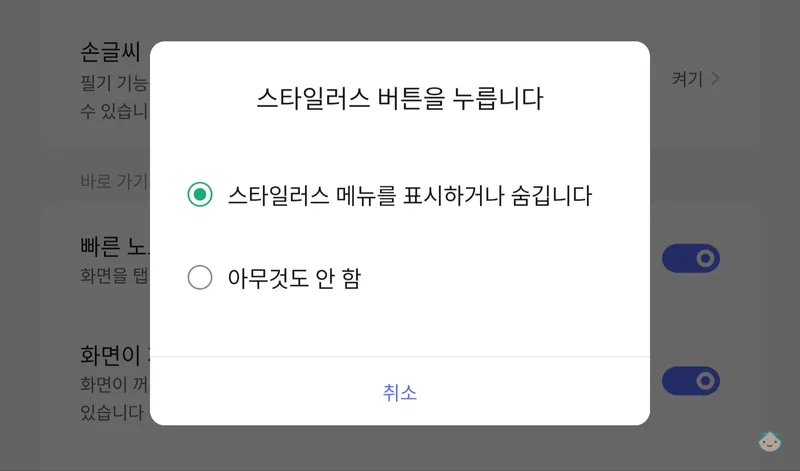 손글씨
필기 기능
수 있습니
켜기
스타일러스 버튼을 누릅니다
바로 가기
스타일러스 메뉴를 표시하거나 숨깁니다
빠른
화면을 탭
아무것도 안 함
화면이
화면이 꺼
있습니다
취소